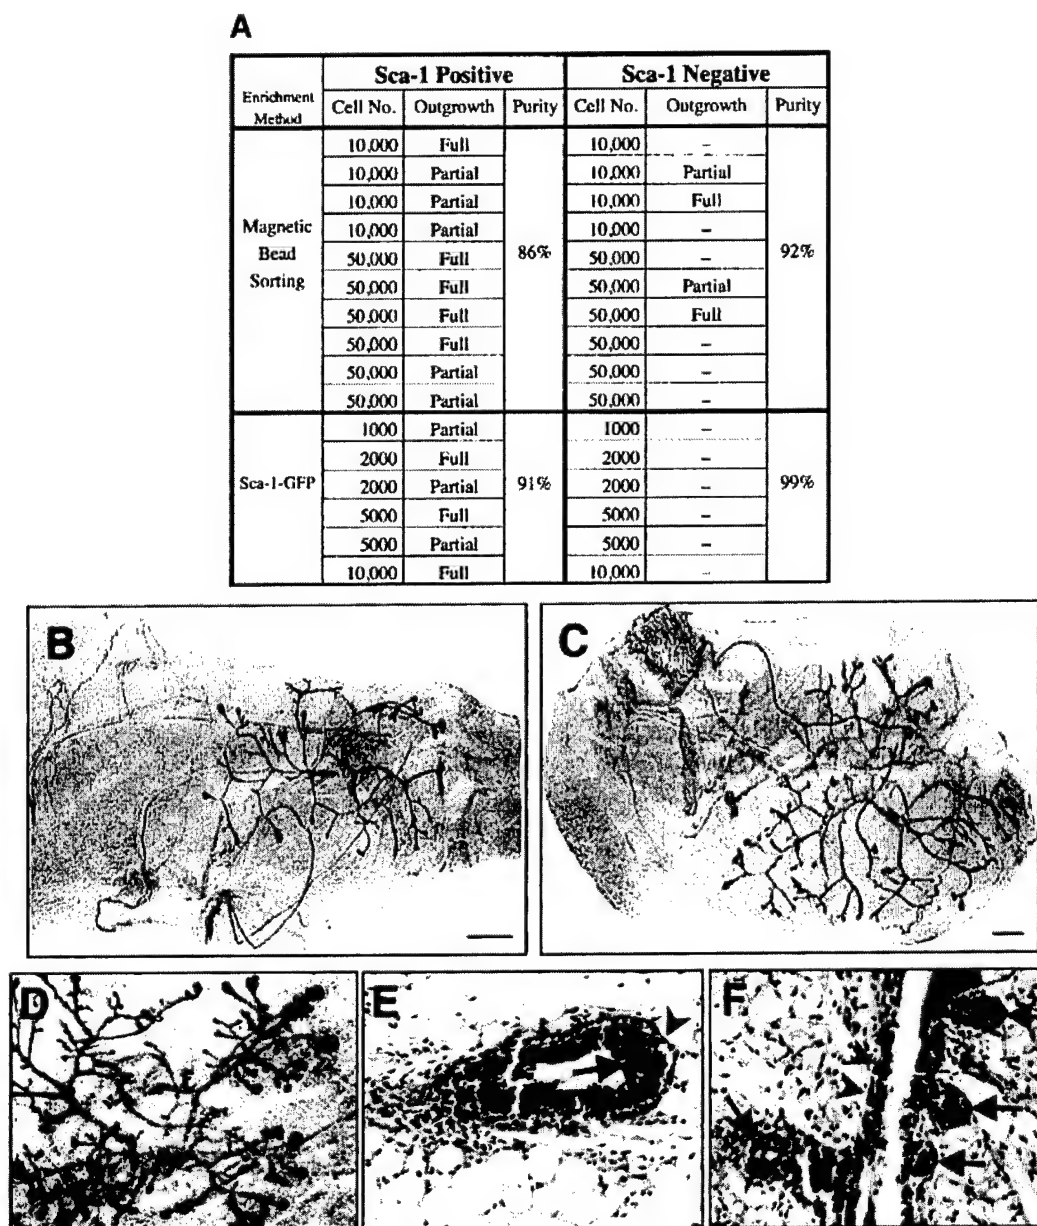 A
Sca-1 Positive Sca-1 Negative
Enrichment Method Cell No. Outgrowth Purity Cell No. Outgrowth Purity
Magnetic Bead Sorting 86% 92%
10,000 Full 10,000 –
10,000 Partial 10,000 Partial
10,000 Partial 10,000 Full
10,000 Partial 10,000 –
50,000 Full 50,000 –
50,000 Full 50,000 Partial
50,000 Full 50,000 Full
50,000 Full 50,000 –
50,000 Partial 50,000 –
50,000 Partial 50,000 –
Sca-1-GFP 91% 99%
1000 Partial 1000 –
2000 Full 2000 –
2000 Partial 2000 –
5000 Full 5000 –
5000 Partial 5000 –
10,000 Full 10,000 –
B C
D E F